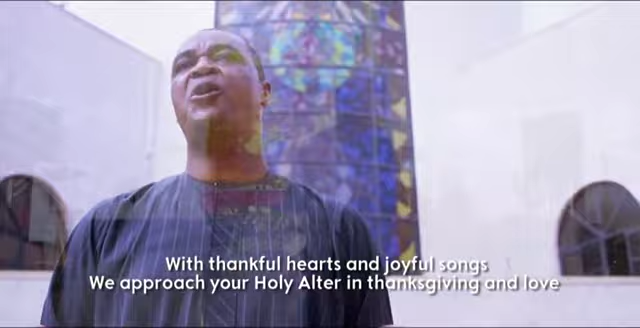 With thankful hearts and joyful songs
We approach your Holy Alter in thanksgiving and love